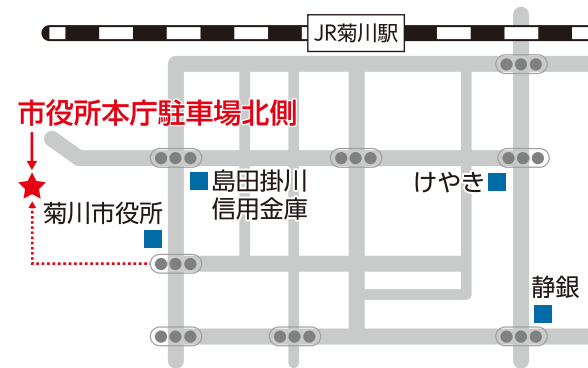 JR菊川駅
市役所本庁駐車場北側
島田掛川
信用金庫
けやき
菊川市役所
静銀